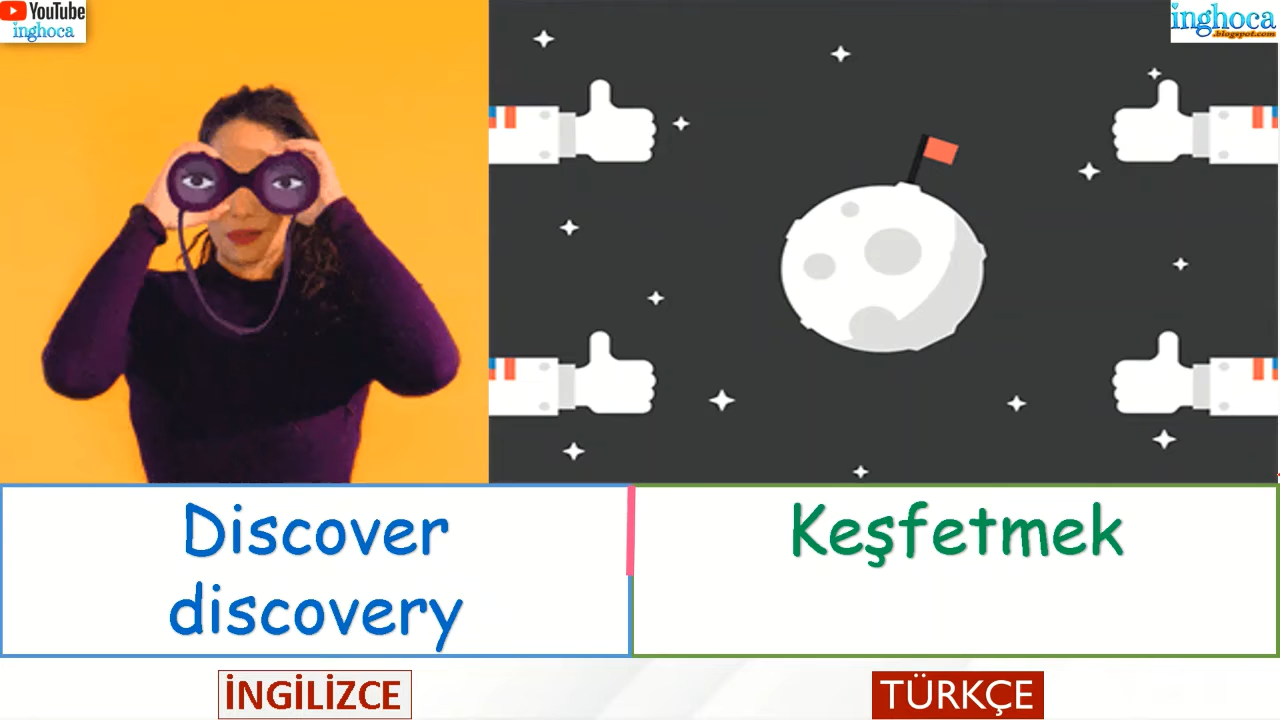 YouTube
inghoca
inghoca
.blogspot.com
Discover
discovery
Keşfetmek
İNGİLİZCE
TÜRKÇE